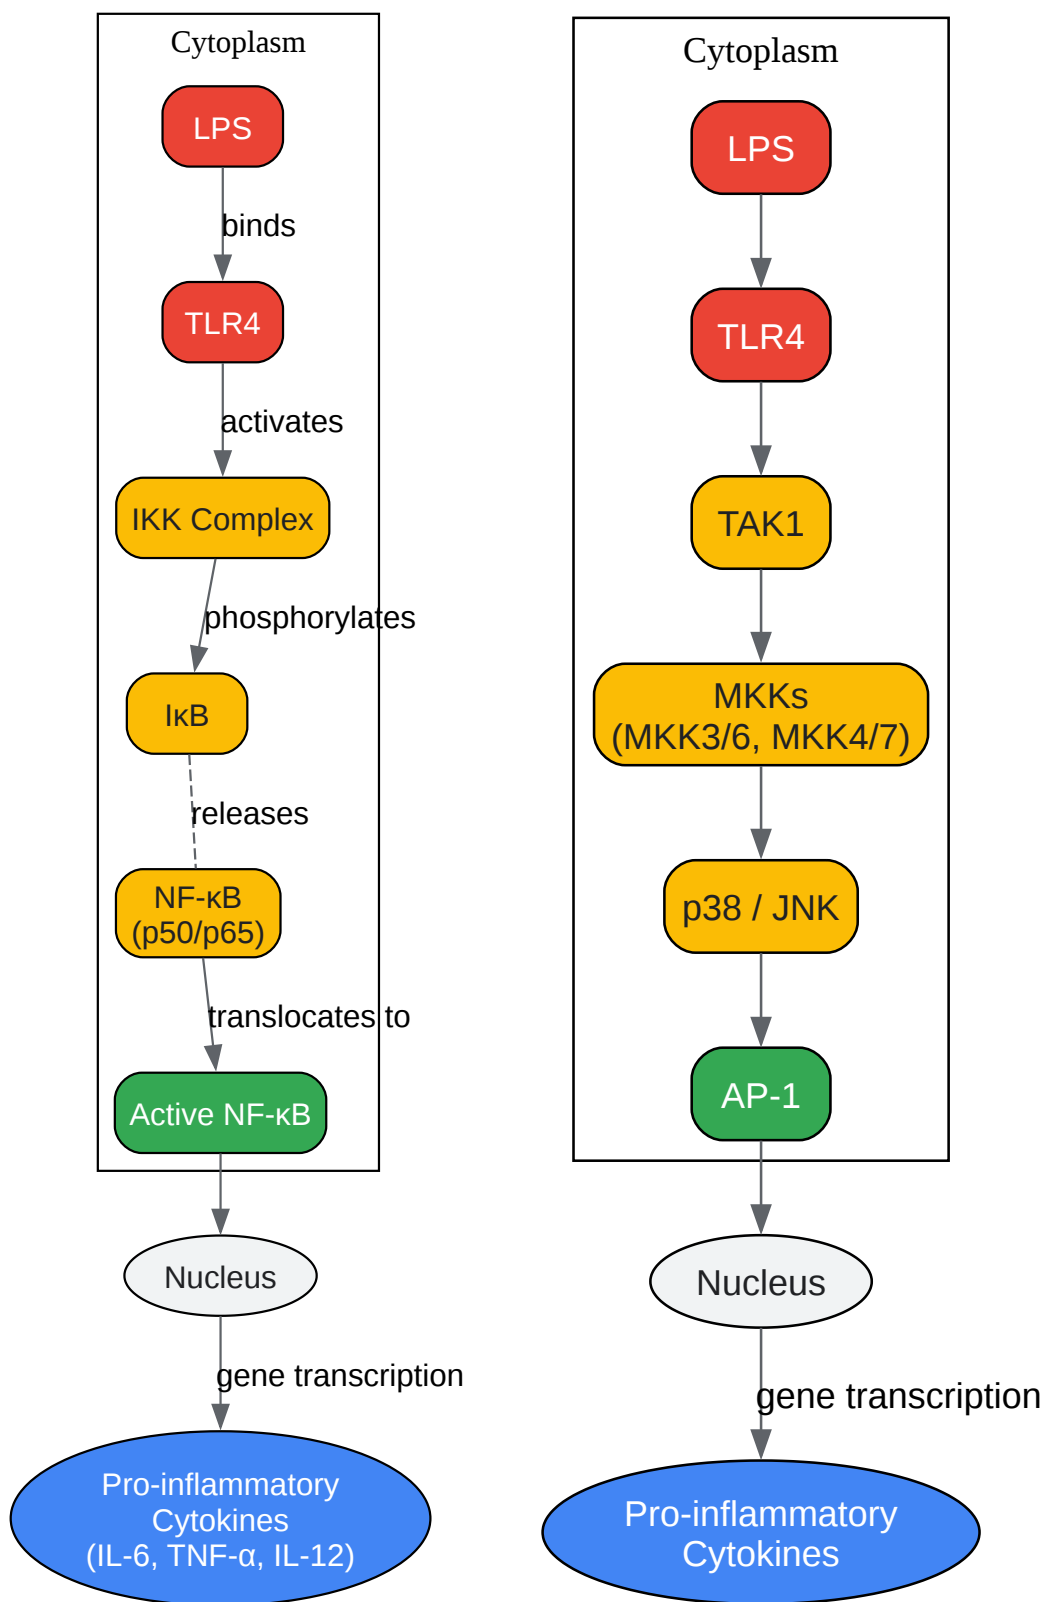 Cytoplasm
LPS
binds
TLR4
activates
IKK Complex
phosphorylates
IκB
releases
NF-κB
(p50/p65)
translocates to
Active NF-κB
Nucleus
gene transcription
Pro-inflammatory
Cytokines
(IL-6, TNF-α, IL-12)
Cytoplasm
LPS
TLR4
TAK1
MKKs
(MKK3/6, MKK4/7)
p38 / JNK
AP-1
Nucleus
gene transcription
Pro-inflammatory
Cytokines